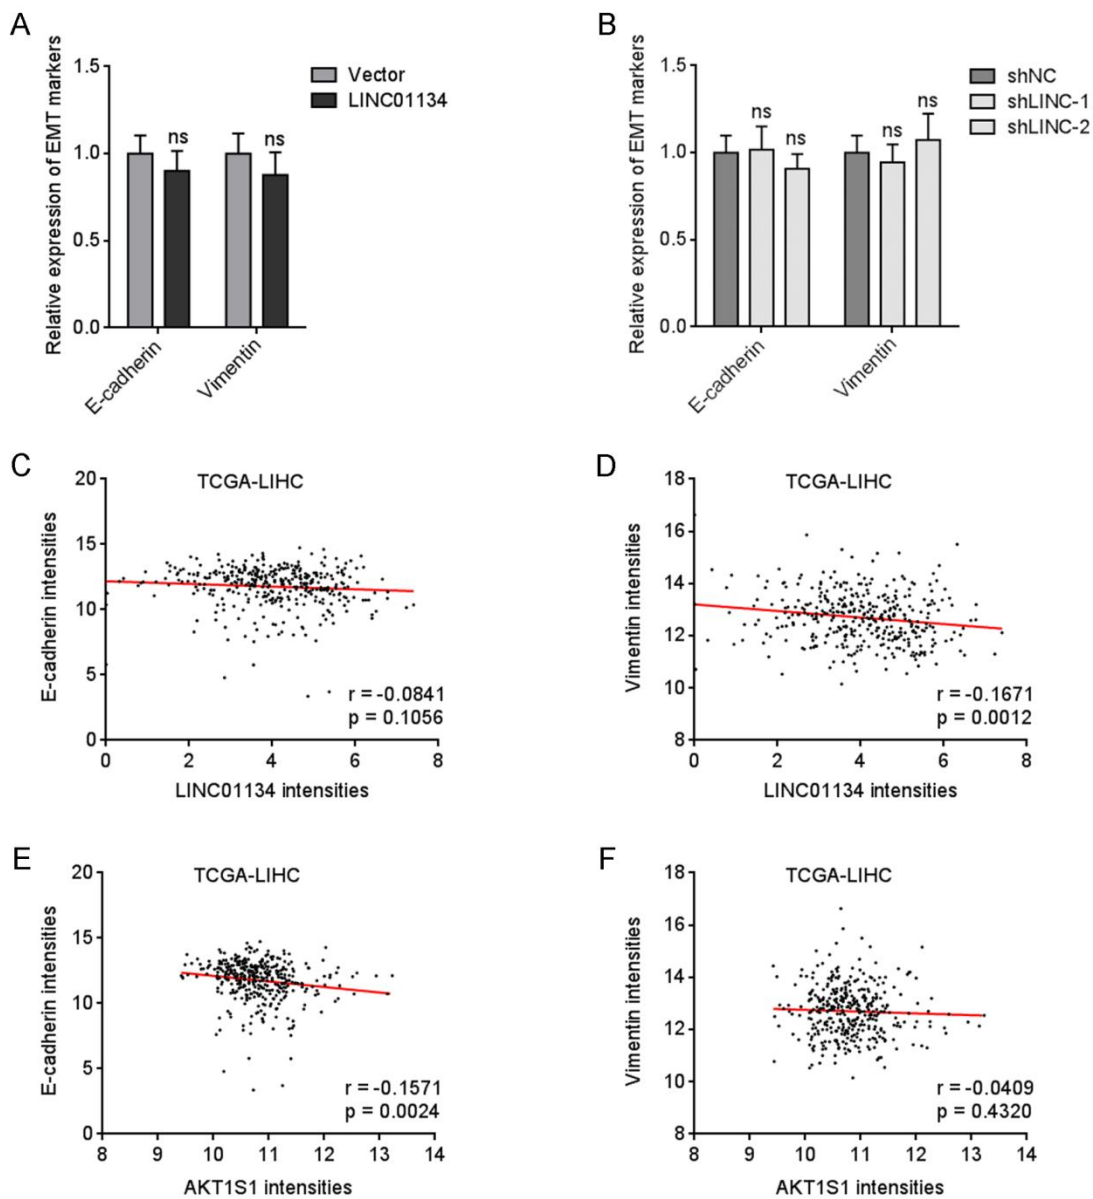 A
Relative expression of EMT markers
1.5
1.0
0.5
0.0
ns
ns
E-cadherin
Vimentin
Vector
LINC01134
B
Relative expression of EMT markers
1.5
1.0
0.5
0.0
ns
ns
ns
ns
E-cadherin
Vimentin
shNC
shLINC-1
shLINC-2
C
TCGA-LIHC
E-cadherin intensities
20
15
10
5
0
r = -0.0841
p = 0.1056
0 2 4 6 8
LINC01134 intensities
D
TCGA-LIHC
Vimentin intensities
18
16
14
12
10
8
r = -0.1671
p = 0.0012
0 2 4 6 8
LINC01134 intensities
E
TCGA-LIHC
E-cadherin intensities
20
15
10
5
0
r = -0.1571
p = 0.0024
8 9 10 11 12 13 14
AKT1S1 intensities
F
TCGA-LIHC
Vimentin intensities
18
16
14
12
10
8
r = -0.0409
p = 0.4320
8 9 10 11 12 13 14
AKT1S1 intensities